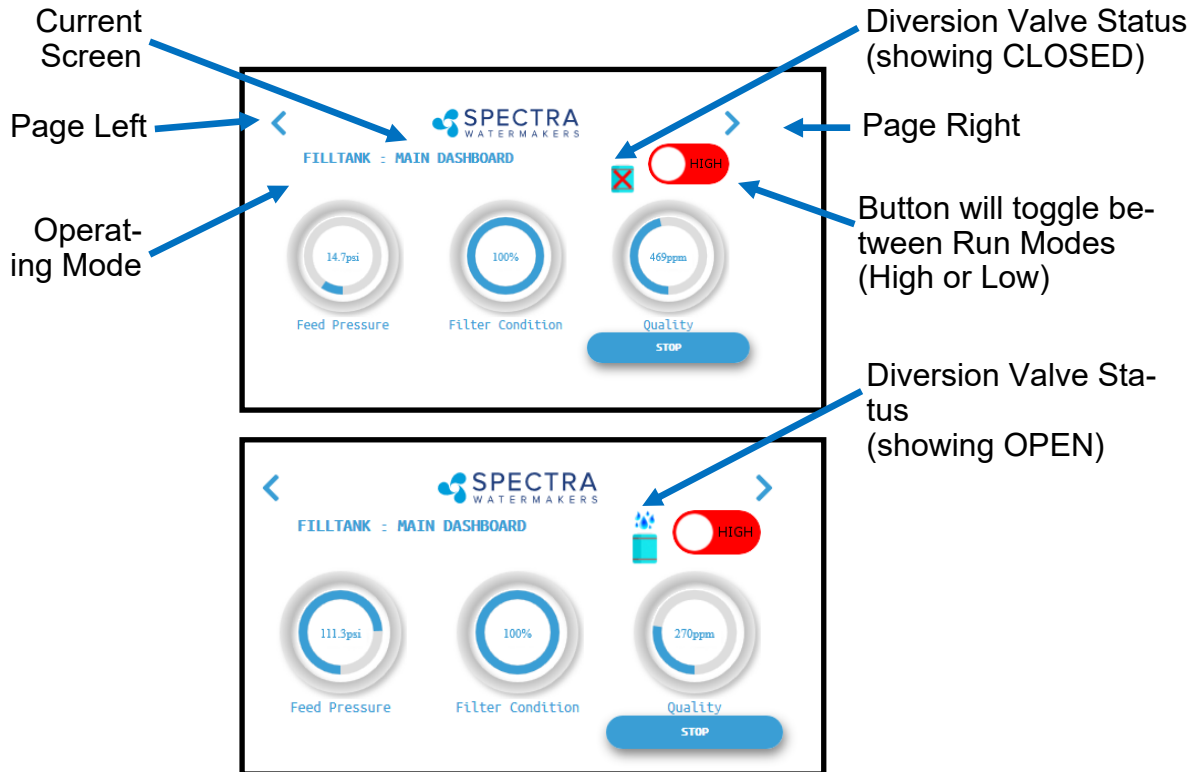 Current
Screen
Diversion Valve Status
(showing CLOSED)
Page Left
SPECTRA
WATERMAKERS
Page Right
FILLTANK : MAIN DASHBOARD
HIGH
Operat-
ing Mode
Button will toggle be-
tween Run Modes
(High or Low)
14.7psi
100%
469ppm
Feed Pressure
Filter Condition
Quality
STOP
Diversion Valve Sta-
tus
(showing OPEN)
SPECTRA
WATERMAKERS
FILLTANK : MAIN DASHBOARD
HIGH
111.3psi
100%
270ppm
Feed Pressure
Filter Condition
Quality
STOP